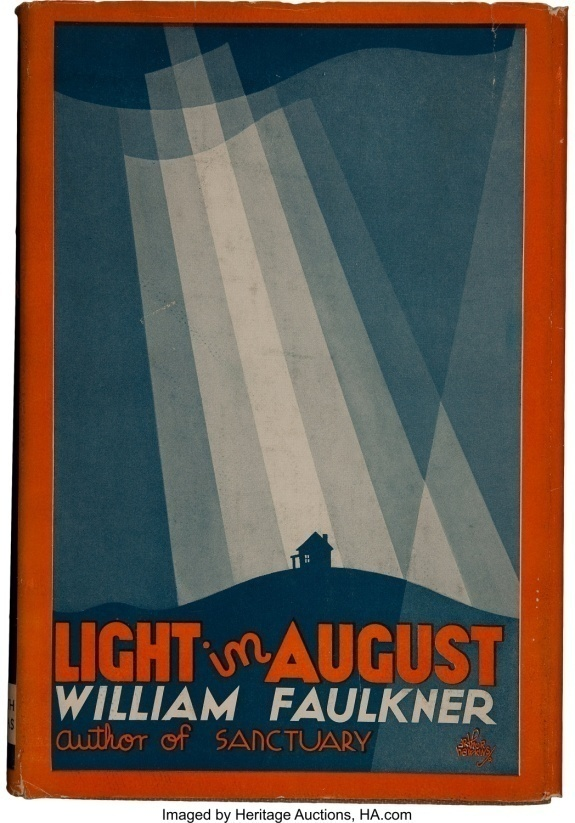 LIGHT in AUGUST
WILLIAM FAULKNER
author of SANCTUARY
H
S
Imaged by Heritage Auctions, HA.com